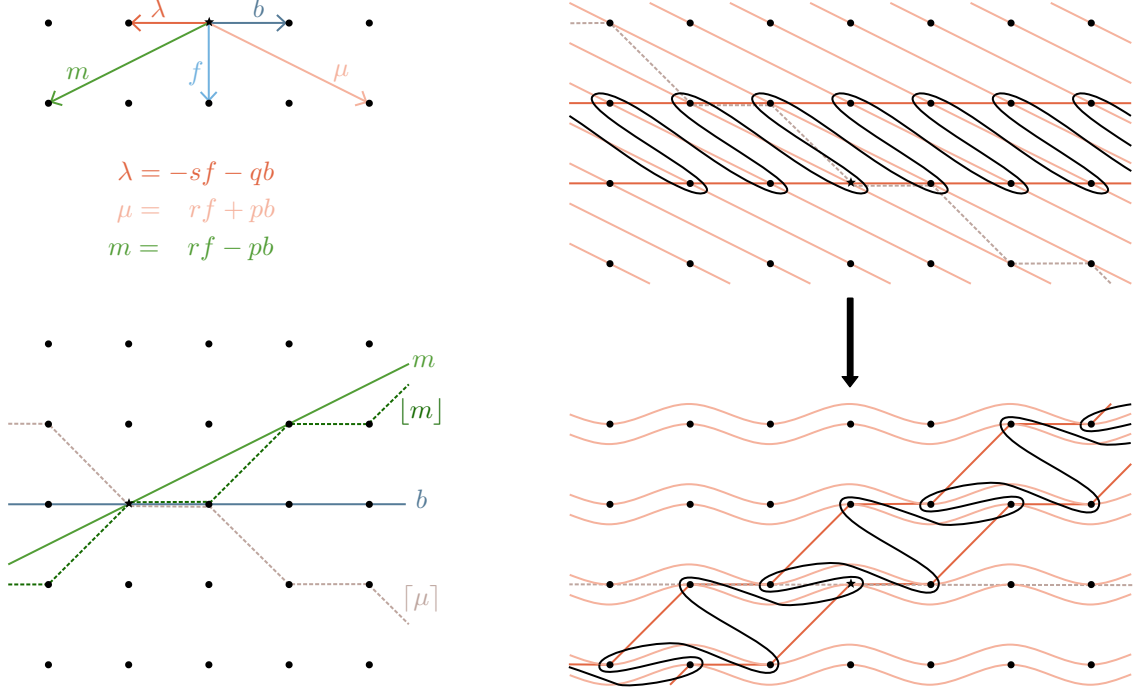 λ
b
m
f
μ
λ = −sf − qb
μ = rf + pb
m = rf − pb
m
⌊m⌋
b
⌈μ⌉